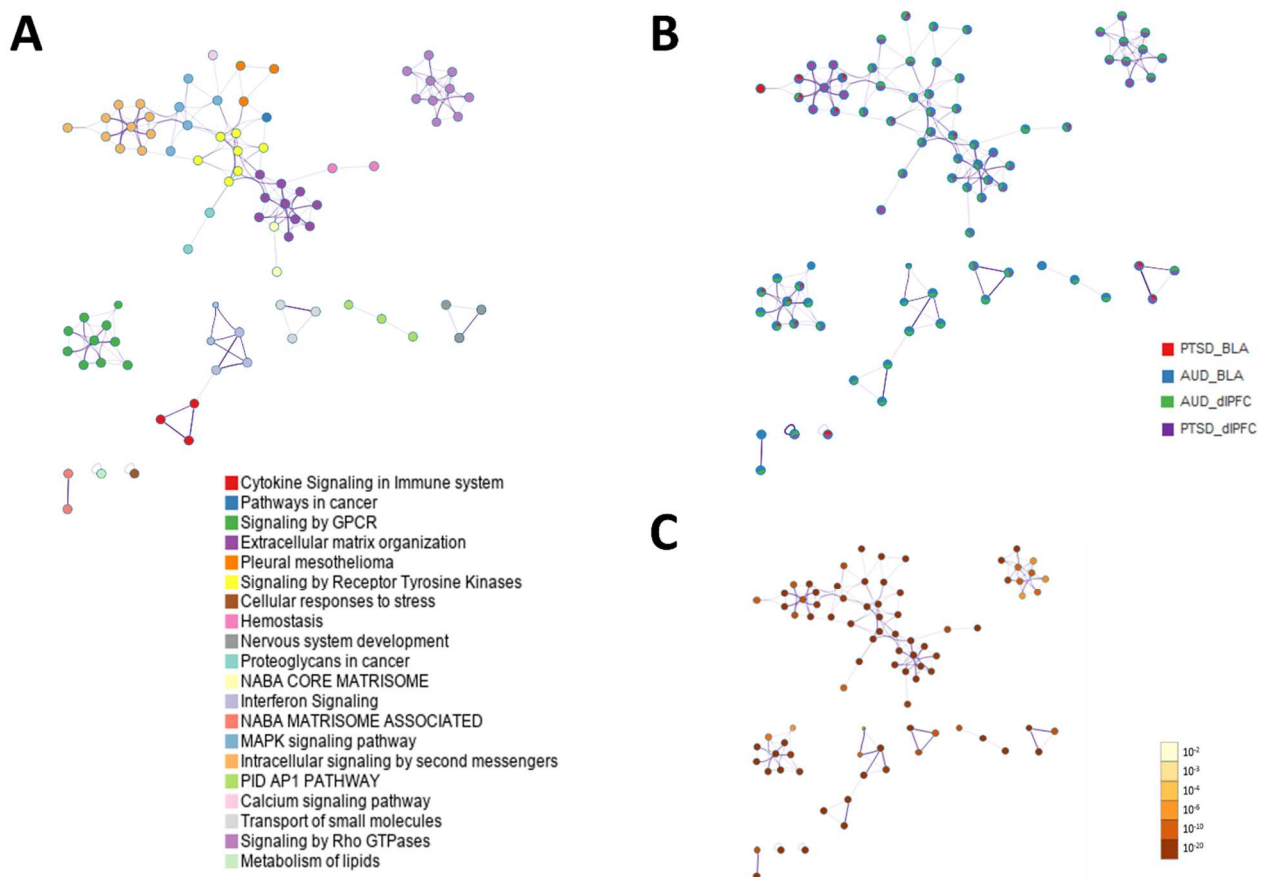 A
B
PTSD_BLA
AUD_BLA
AUD_dlPFC
PTSD_dlPFC
Cytokine Signaling in Immune system
Pathways in cancer
Signaling by GPCR
Extracellular matrix organization
Pleural mesothelioma
Signaling by Receptor Tyrosine Kinases
Cellular responses to stress
Hemostasis
Nervous system development
Proteoglycans in cancer
NABA CORE MATRISOME
Interferon Signaling
NABA MATRISOME ASSOCIATED
MAPK signaling pathway
Intracellular signaling by second messengers
PID AP1 PATHWAY
Calcium signaling pathway
Transport of small molecules
Signaling by Rho GTPases
Metabolism of lipids
C
10⁻²
10⁻³
10⁻⁴
10⁻⁶
10⁻¹⁰
10⁻²⁰